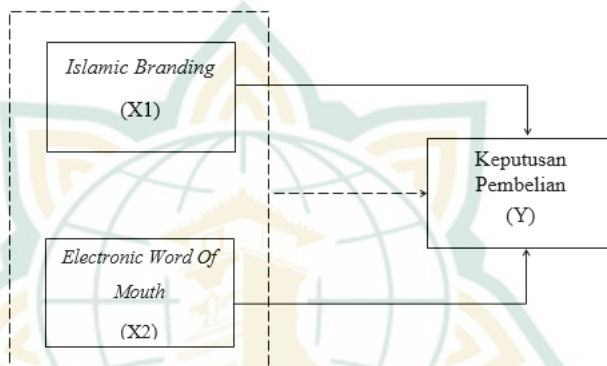 Islamic Branding
(X1)
Keputusan
Pembelian
(Y)
Electronic Word Of
Mouth
(X2)